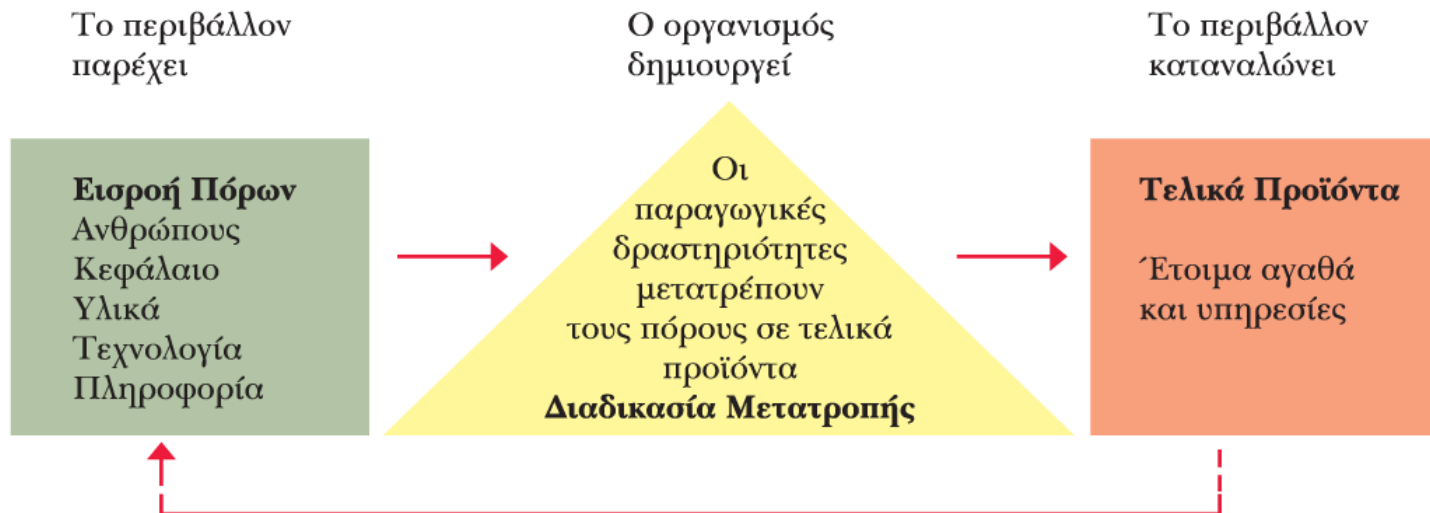 Το περιβάλλον
παρέχει
Ο οργανισμός
δημιουργεί
Το περιβάλλον
καταναλώνει
Εισροή Πόρων
Ανθρώπους
Κεφάλαιο
Υλικά
Τεχνολογία
Πληροφορία
Οι
παραγωγικές
δραστηριότητες
μετατρέπουν
τους πόρους σε τελικά
προϊόντα
Διαδικασία Μετατροπής
Τελικά Προϊόντα
Έτοιμα αγαθά
και υπηρεσίες